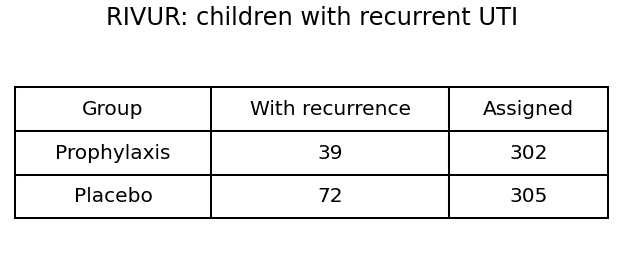 RIVUR: children with recurrent UTI
Group With recurrence Assigned
Prophylaxis 39 302
Placebo 72 305